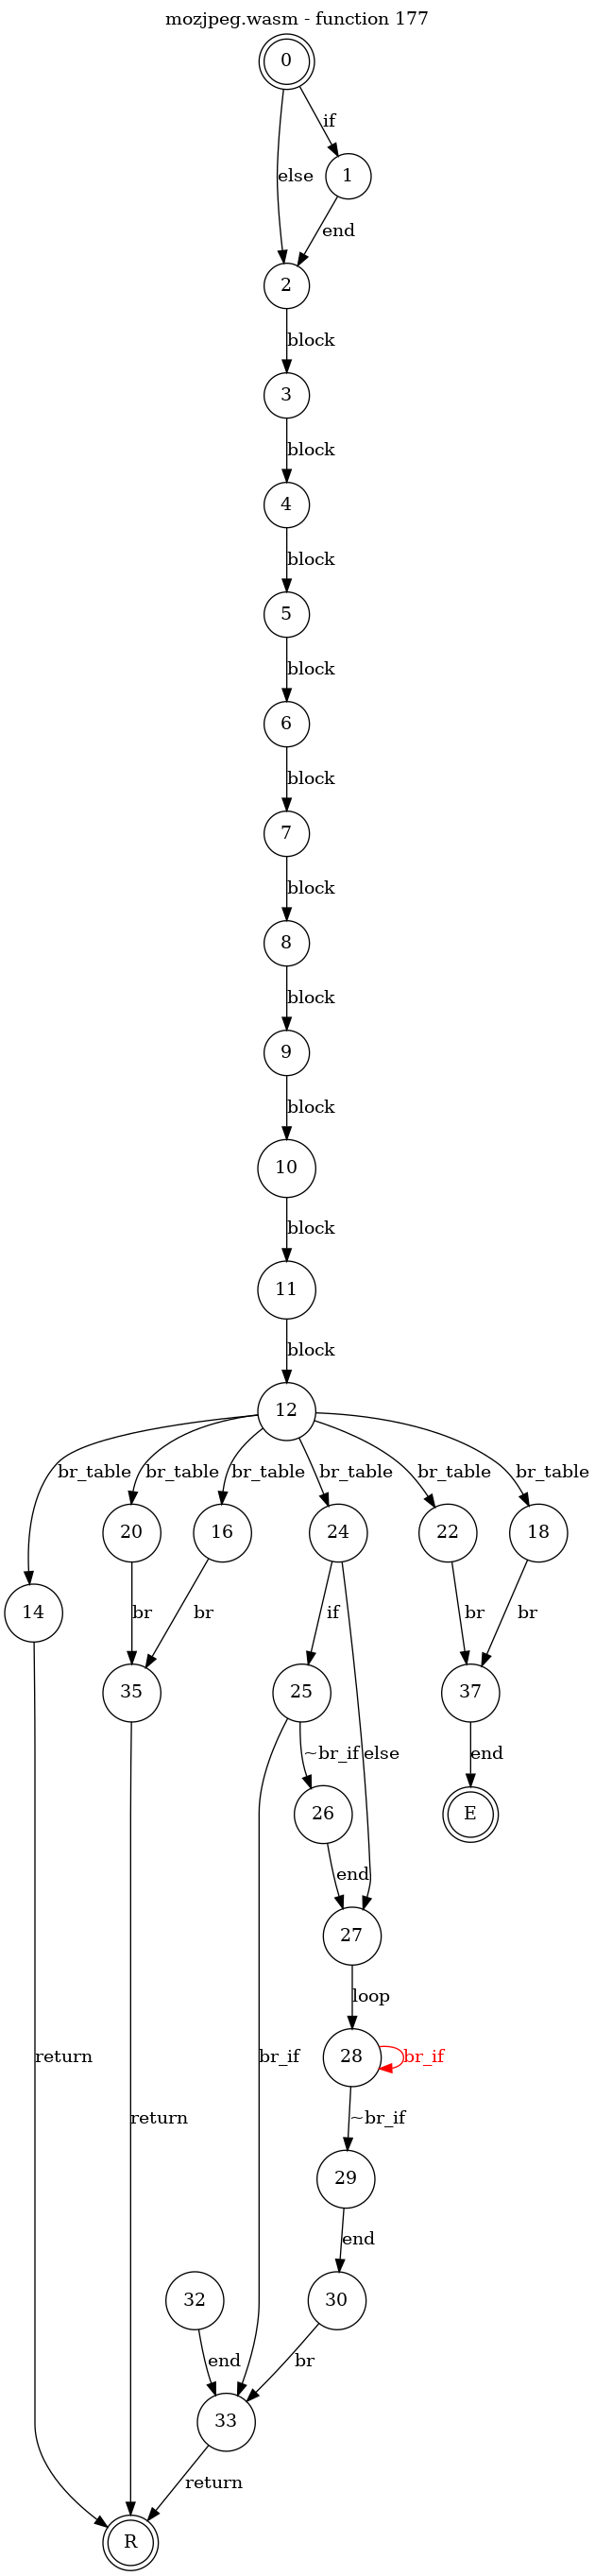 mozjpeg.wasm - function 177
0
if
else
1
end
2
block
3
block
4
block
5
block
6
block
7
block
8
block
9
block
10
block
11
block
12
br_table
br_table
br_table
br_table
br_table
br_table
20
16
24
22
18
14
br
br
if
br
br
35
25
37
~br_if
else
end
26
E
end
27
loop
return
return
br_if
28
br_if
~br_if
29
end
32
30
end
br
33
return
R